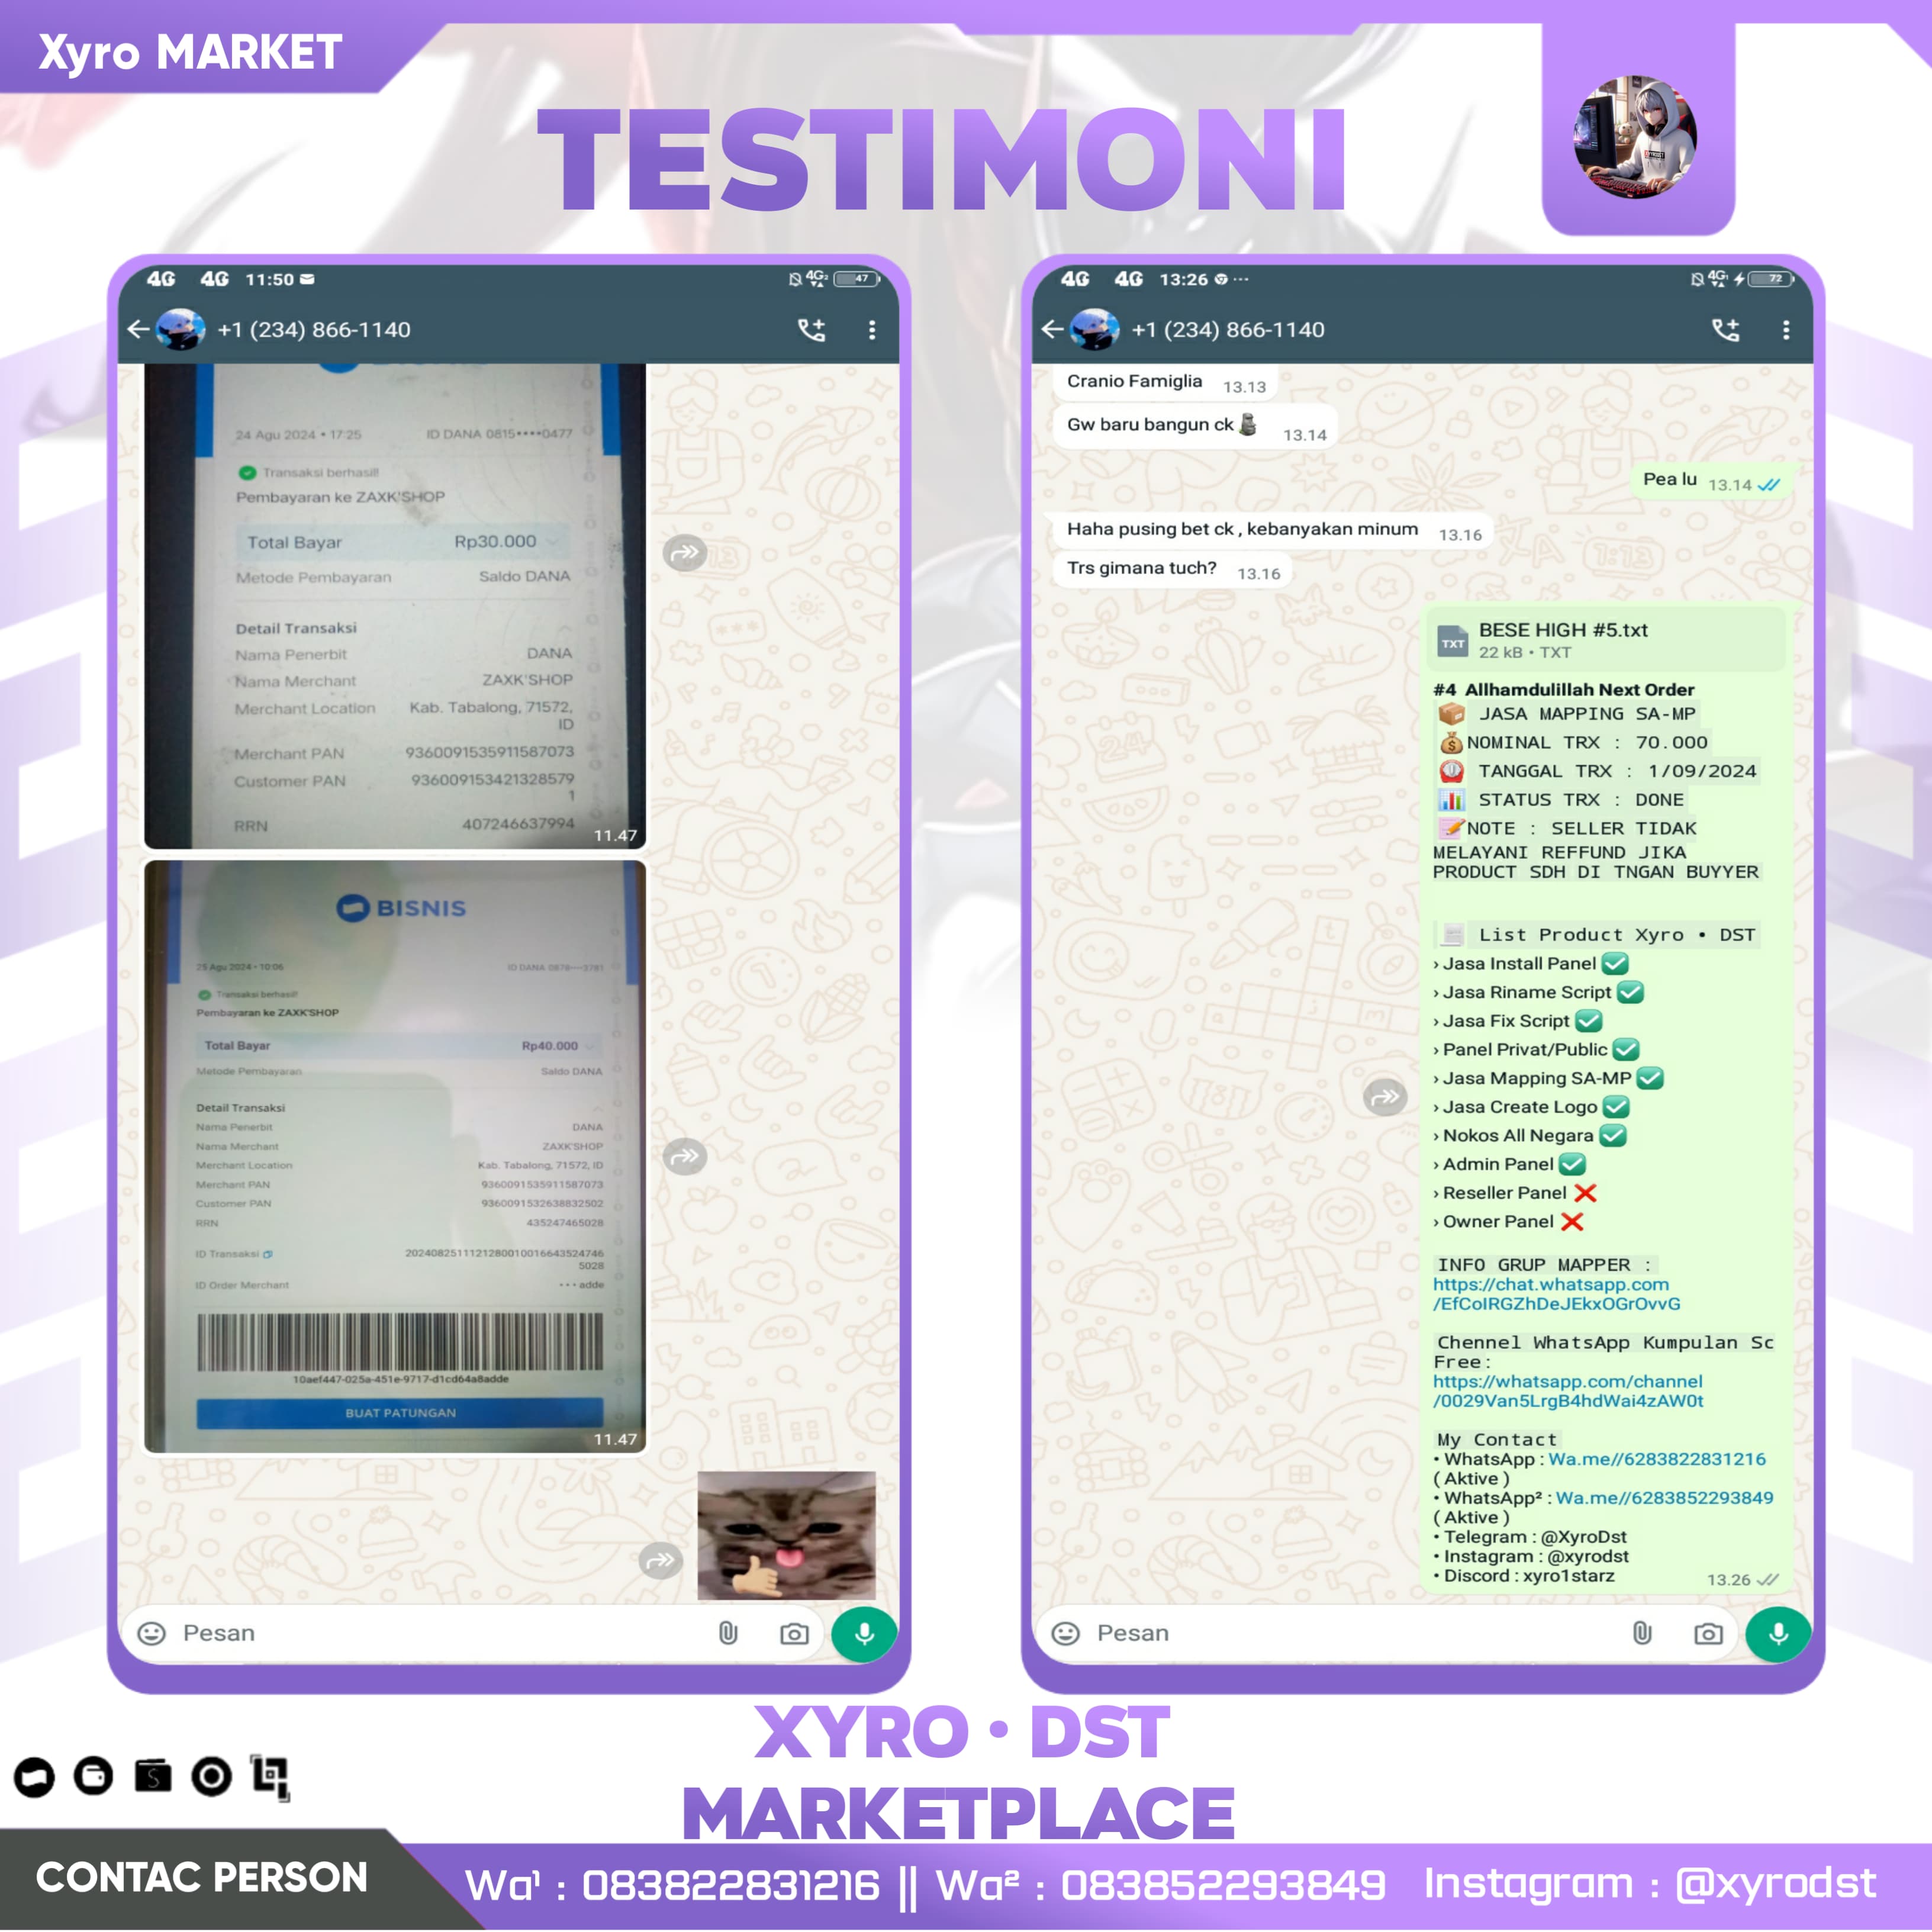 Xyro MARKET
TESTIMONI
4G 4G 11:50
4G 47
+1 (234) 866-1140
24 Agu 2024 • 17:25 ID DANA 0815••••0477
Transaksi berhasil!
Pembayaran ke ZAXK'SHOP
Total Bayar Rp30.000
Metode Pembayaran Saldo DANA
Detail Transaksi
Nama Penerbit DANA
Nama Merchant ZAXK'SHOP
Merchant Location Kab. Tabalong, 71572,
ID
Merchant PAN 9360091535911587073
Customer PAN 936009153421328579
1
RRN 407246637994
11.47
BISNIS
25 Agu 2024 • 10:06 ID DANA 0878••••3781
Transaksi berhasil!
Pembayaran ke ZAXK'SHOP
Total Bayar Rp40.000
Metode Pembayaran Saldo DANA
Detail Transaksi
Nama Penerbit DANA
Nama Merchant ZAXK'SHOP
Merchant Location Kab. Tabalong, 71572, ID
Merchant PAN 9360091535911587073
Customer PAN 9360091532638832502
RRN 435247465028
ID Transaksi 2024082511121280010016643524746
5028
ID Order Merchant ••• adde
10aef447-025a-451e-9717-d1cd64a8adde
BUAT PATUNGAN
11.47
Pesan
4G 4G 13:26 ···
4G 72
+1 (234) 866-1140
Cranio Famiglia 13.13
Gw baru bangun ck🗿 13.14
Pea lu 13.14
Haha pusing bet ck , kebanyakan minum 13.16
Trs gimana tuch? 13.16
TXT
BESE HIGH #5.txt
22 kB • TXT
#4 Allhamdulillah Next Order
📦 JASA MAPPING SA-MP
💰NOMINAL TRX : 70.000
⏲️ TANGGAL TRX : 1/09/2024
📊 STATUS TRX : DONE
📝NOTE : SELLER TIDAK
MELAYANI REFFUND JIKA
PRODUCT SDH DI TNGAN BUYYER
List Product Xyro • DST
› Jasa Install Panel ✅
› Jasa Riname Script ✅
› Jasa Fix Script ✅
› Panel Privat/Public ✅
› Jasa Mapping SA-MP ✅
› Jasa Create Logo ✅
› Nokos All Negara ✅
› Admin Panel ✅
› Reseller Panel ❌
› Owner Panel ❌
INFO GRUP MAPPER :
https://chat.whatsapp.com
/EfCoIRGZhDeJEkxOGrOvvG
Chennel WhatsApp Kumpulan Sc
Free:
https://whatsapp.com/channel
/0029Van5LrgB4hdWai4zAW0t
My Contact
• WhatsApp : Wa.me//6283822831216
( Aktive )
• WhatsApp² : Wa.me//6283852293849
( Aktive )
• Telegram : @XyroDst
• Instagram : @xyrodst
• Discord : xyro1starz
13.26
Pesan
XYRO • DST
MARKETPLACE
CONTAC PERSON
Wa¹ : 083822831216 || Wa² : 083852293849 Instagram : @xyrodst